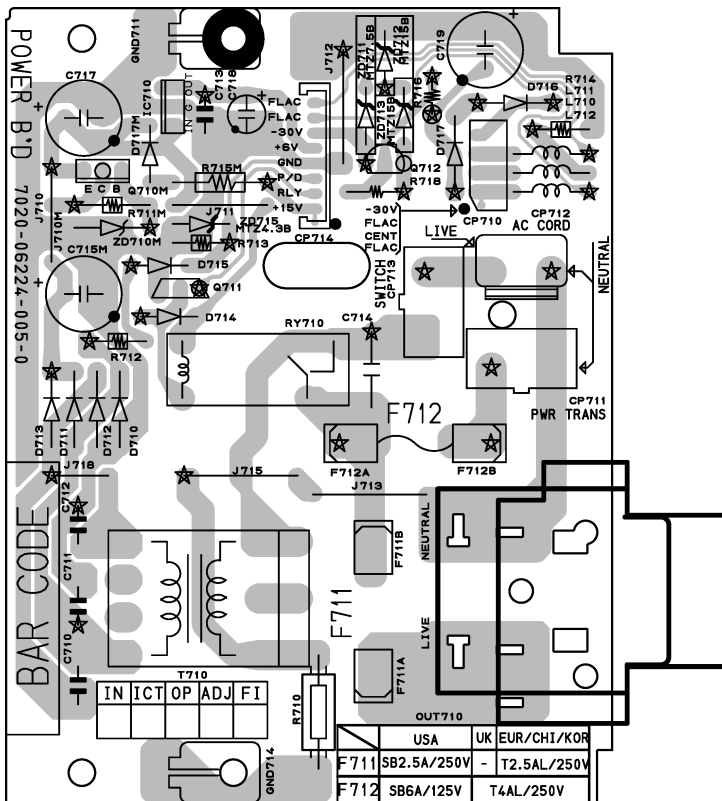 POWER B'D 7020-06224-005-0
GND711
C717
IC710
IN G OUT
C713
C718
J712
ZD711
MTZ7.5B
ZD712
MTZ15B
C719
R716
D716
R714
L711
L710
L712
FLAC
FLAC
-30V
+6V
GND
P/D
RLY
+15V
ZD713
MTZ15B
D717
D717M
Q712
R718
R715M
E C B
Q710M
R711M
J710
J710M
ZD710M
J711
ZD715
MTZ4.3B
R713
CP714
-30V
FLAC
CENT
FLAC
CP710
CP712
AC CORD
LIVE
NEUTRAL
SWITCH
CP713
C715M
D715
Q711
D714
R712
RY710
C714
CP711
PWR TRANS
D713
D711
D712
D710
F712
F712A
F712B
J718
J715
J713
BAR CODE
C712
C711
C710
NEUTRAL
LIVE
F711
F711B
F711A
T710
IN ICT OP ADJ FI
R710
OUT710
GND714
USA UK EUR/CHI/KOR
F711 SB2.5A/250V - T2.5AL/250V
F712 SB6A/125V T4AL/250V